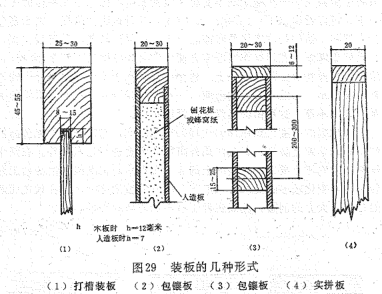 25～30
20～30
20～30
20
45～55
8～15
h
6～12
200～300
15～25
刨花板
或蜂窝纸
人造板
h
木板时 h=12毫米
人造板时h=7
(1)
(2)
(3)
(4)
图29 装板的几种形式
(1)打槽装板 (2)包镶板 (3)包镶板 (4)实拼板